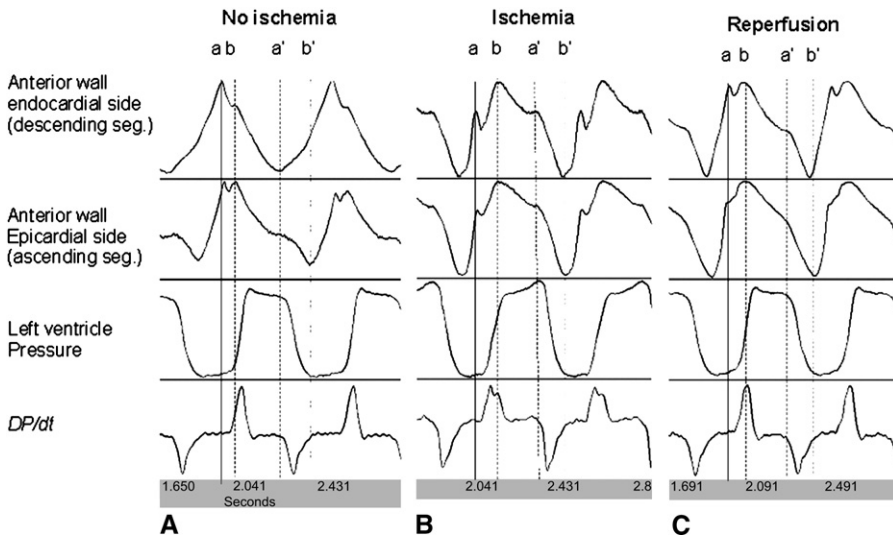 No ischemia
Ischemia
Reperfusion
a b a' b'
a b a' b'
a b a' b'
Anterior wall
endocardial side
(descending seg.)
Anterior wall
Epicardial side
(ascending seg.)
Left ventricle
Pressure
DP/dt
1.650 2.041 2.431
Seconds
2.041 2.431 2.8
1.691 2.091 2.491
A
B
C